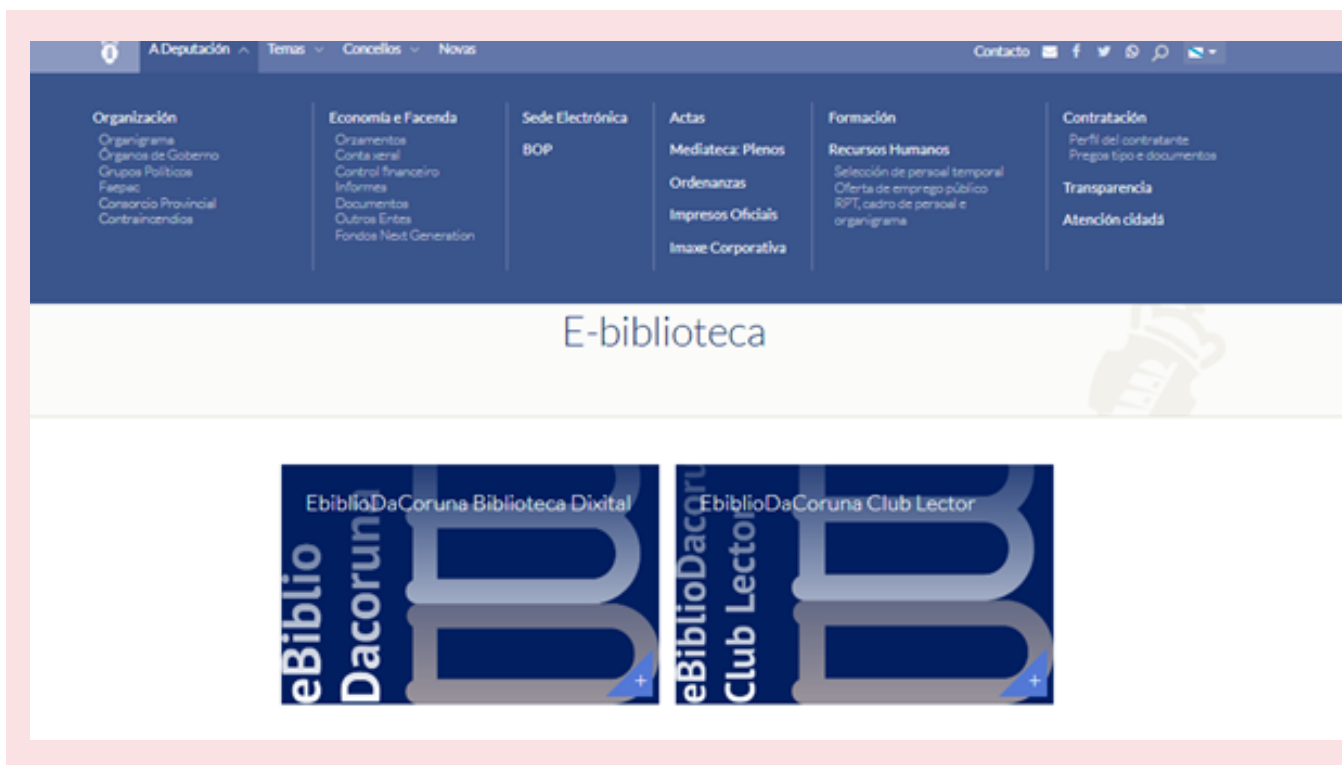 A Deputación Temas Concellos Novas Contacto
Organización
Organigrama
Órganos de Goberno
Grupos Políticos
Faepac
Consorcio Provincial
Contraincendios
Economía e Facenda
Orzamentos
Conta xeral
Control financeiro
Informes
Documentos
Outros Entes
Fondos Next Generation
Sede Electrónica
BOP
Actas
Mediateca: Plenos
Ordenanzas
Impresos Oficiais
Imaxe Corporativa
Formación
Recursos Humanos
Selección de persoal temporal
Oferta de emprego público
RPT, cadro de persoal e
organigrama
Contratación
Perfil del contratante
Pregos tipo e documentos
Transparencia
Atención cidadá
E-biblioteca
EbiblioDaCoruna Biblioteca Dixital
eBiblio
Dacoruna
EbiblioDaCoruna Club Lector
eBiblioDacoru
Club Lector